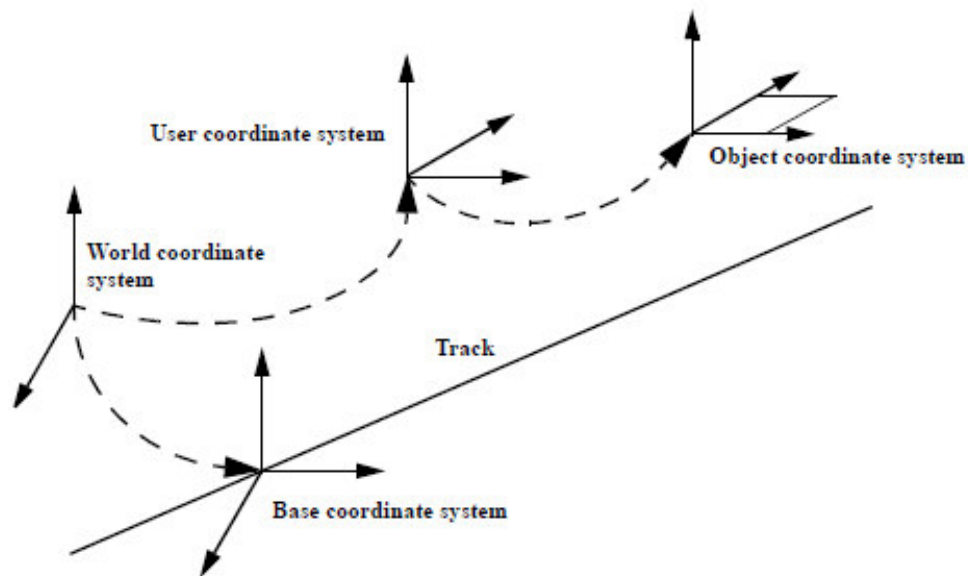 User coordinate system
Object coordinate system
World coordinate
system
Track
Base coordinate system